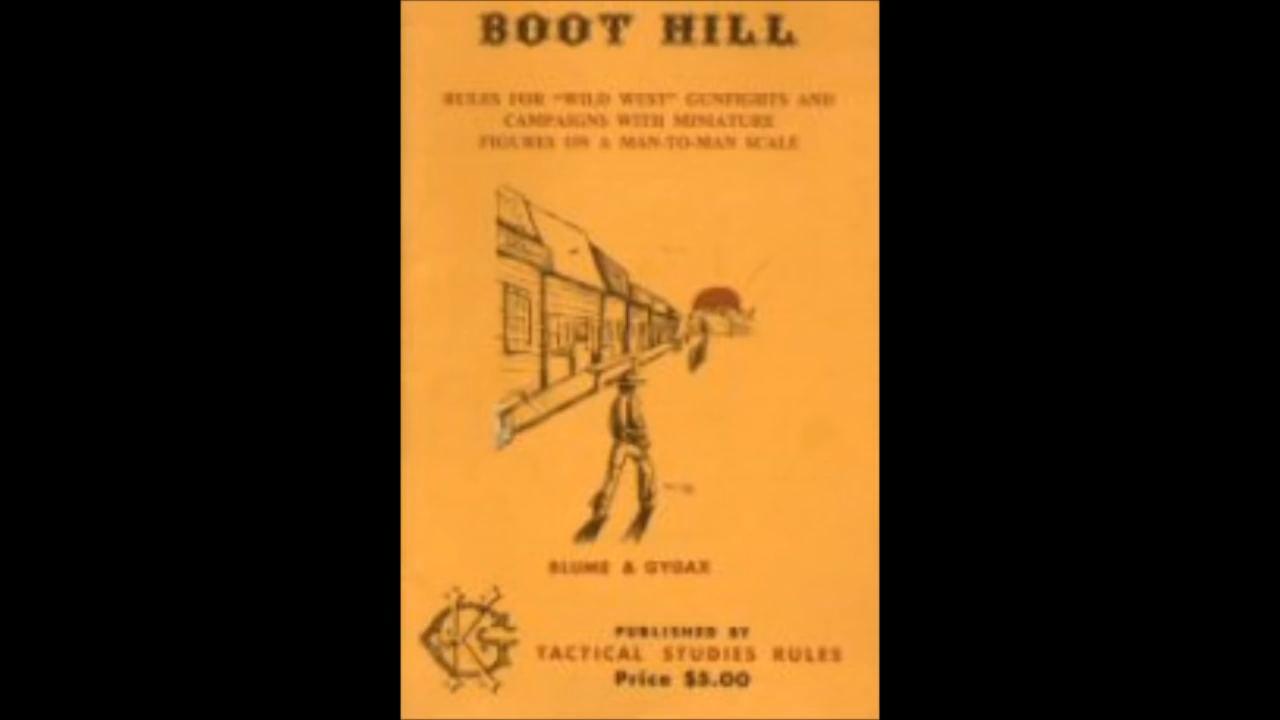 BOOT HILL
RULES FOR "WILD WEST" GUNFIGHTS AND
CAMPAIGNS WITH MINIATURE
FIGURES ON A MAN-TO-MAN SCALE
BLUME & GYGAX
GK
PUBLISHED BY
TACTICAL STUDIES RULES
Price $5.00